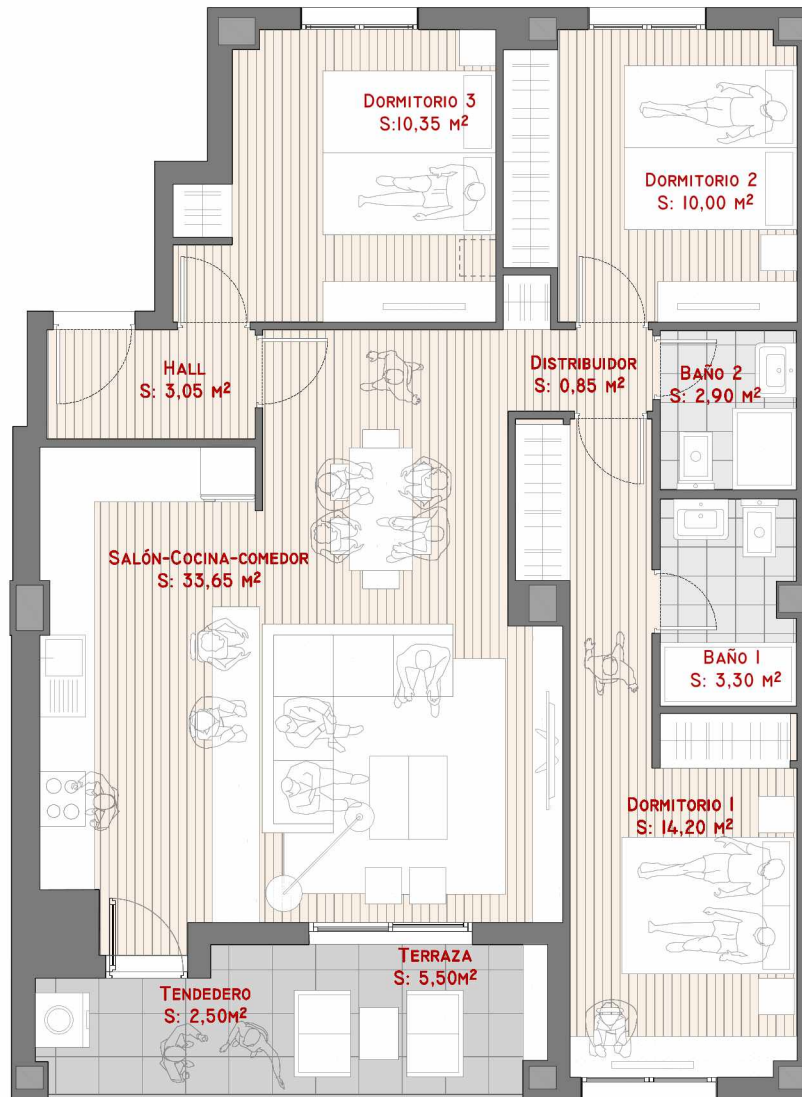 DORMITORIO 3
S:10,35 M²
DORMITORIO 2
S: 10,00 M²
HALL
S: 3,05 M²
DISTRIBUIDOR
S: 0,85 M²
BAÑO 2
S: 2,90 M²
SALÓN-COCINA-COMEDOR
S: 33,65 M²
BAÑO 1
S: 3,30 M²
DORMITORIO 1
S: 14,20 M²
TERRAZA
S: 5,50M²
TENDEDERO
S: 2,50M²